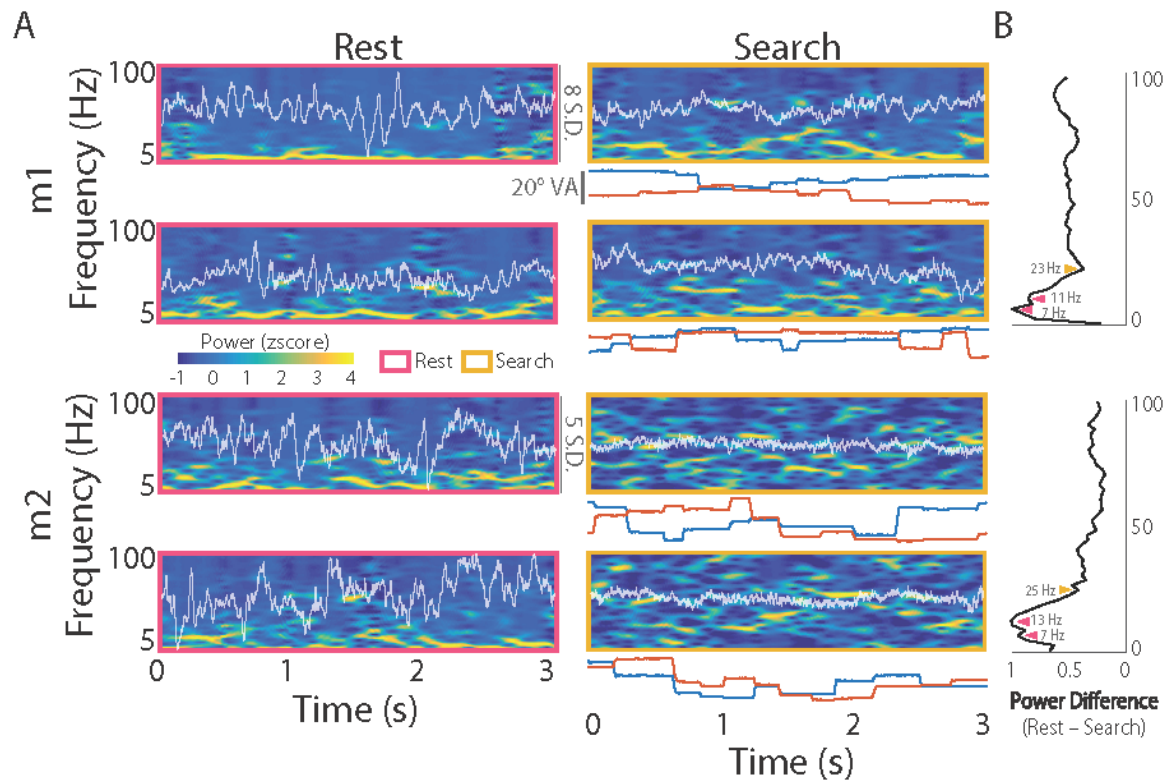 A
Rest
Search
B
m1
Frequency (Hz)
100
5
8 S.D.
20° VA
100
5
100
50
0
23 Hz
11 Hz
7 Hz
Power (zscore)
-1 0 1 2 3 4
Rest
Search
m2
Frequency (Hz)
100
5
5 S.D.
100
5
100
50
0
25 Hz
13 Hz
7 Hz
0 1 2 3
Time (s)
0 1 2 3
Time (s)
1 0.5 0
Power Difference
(Rest – Search)